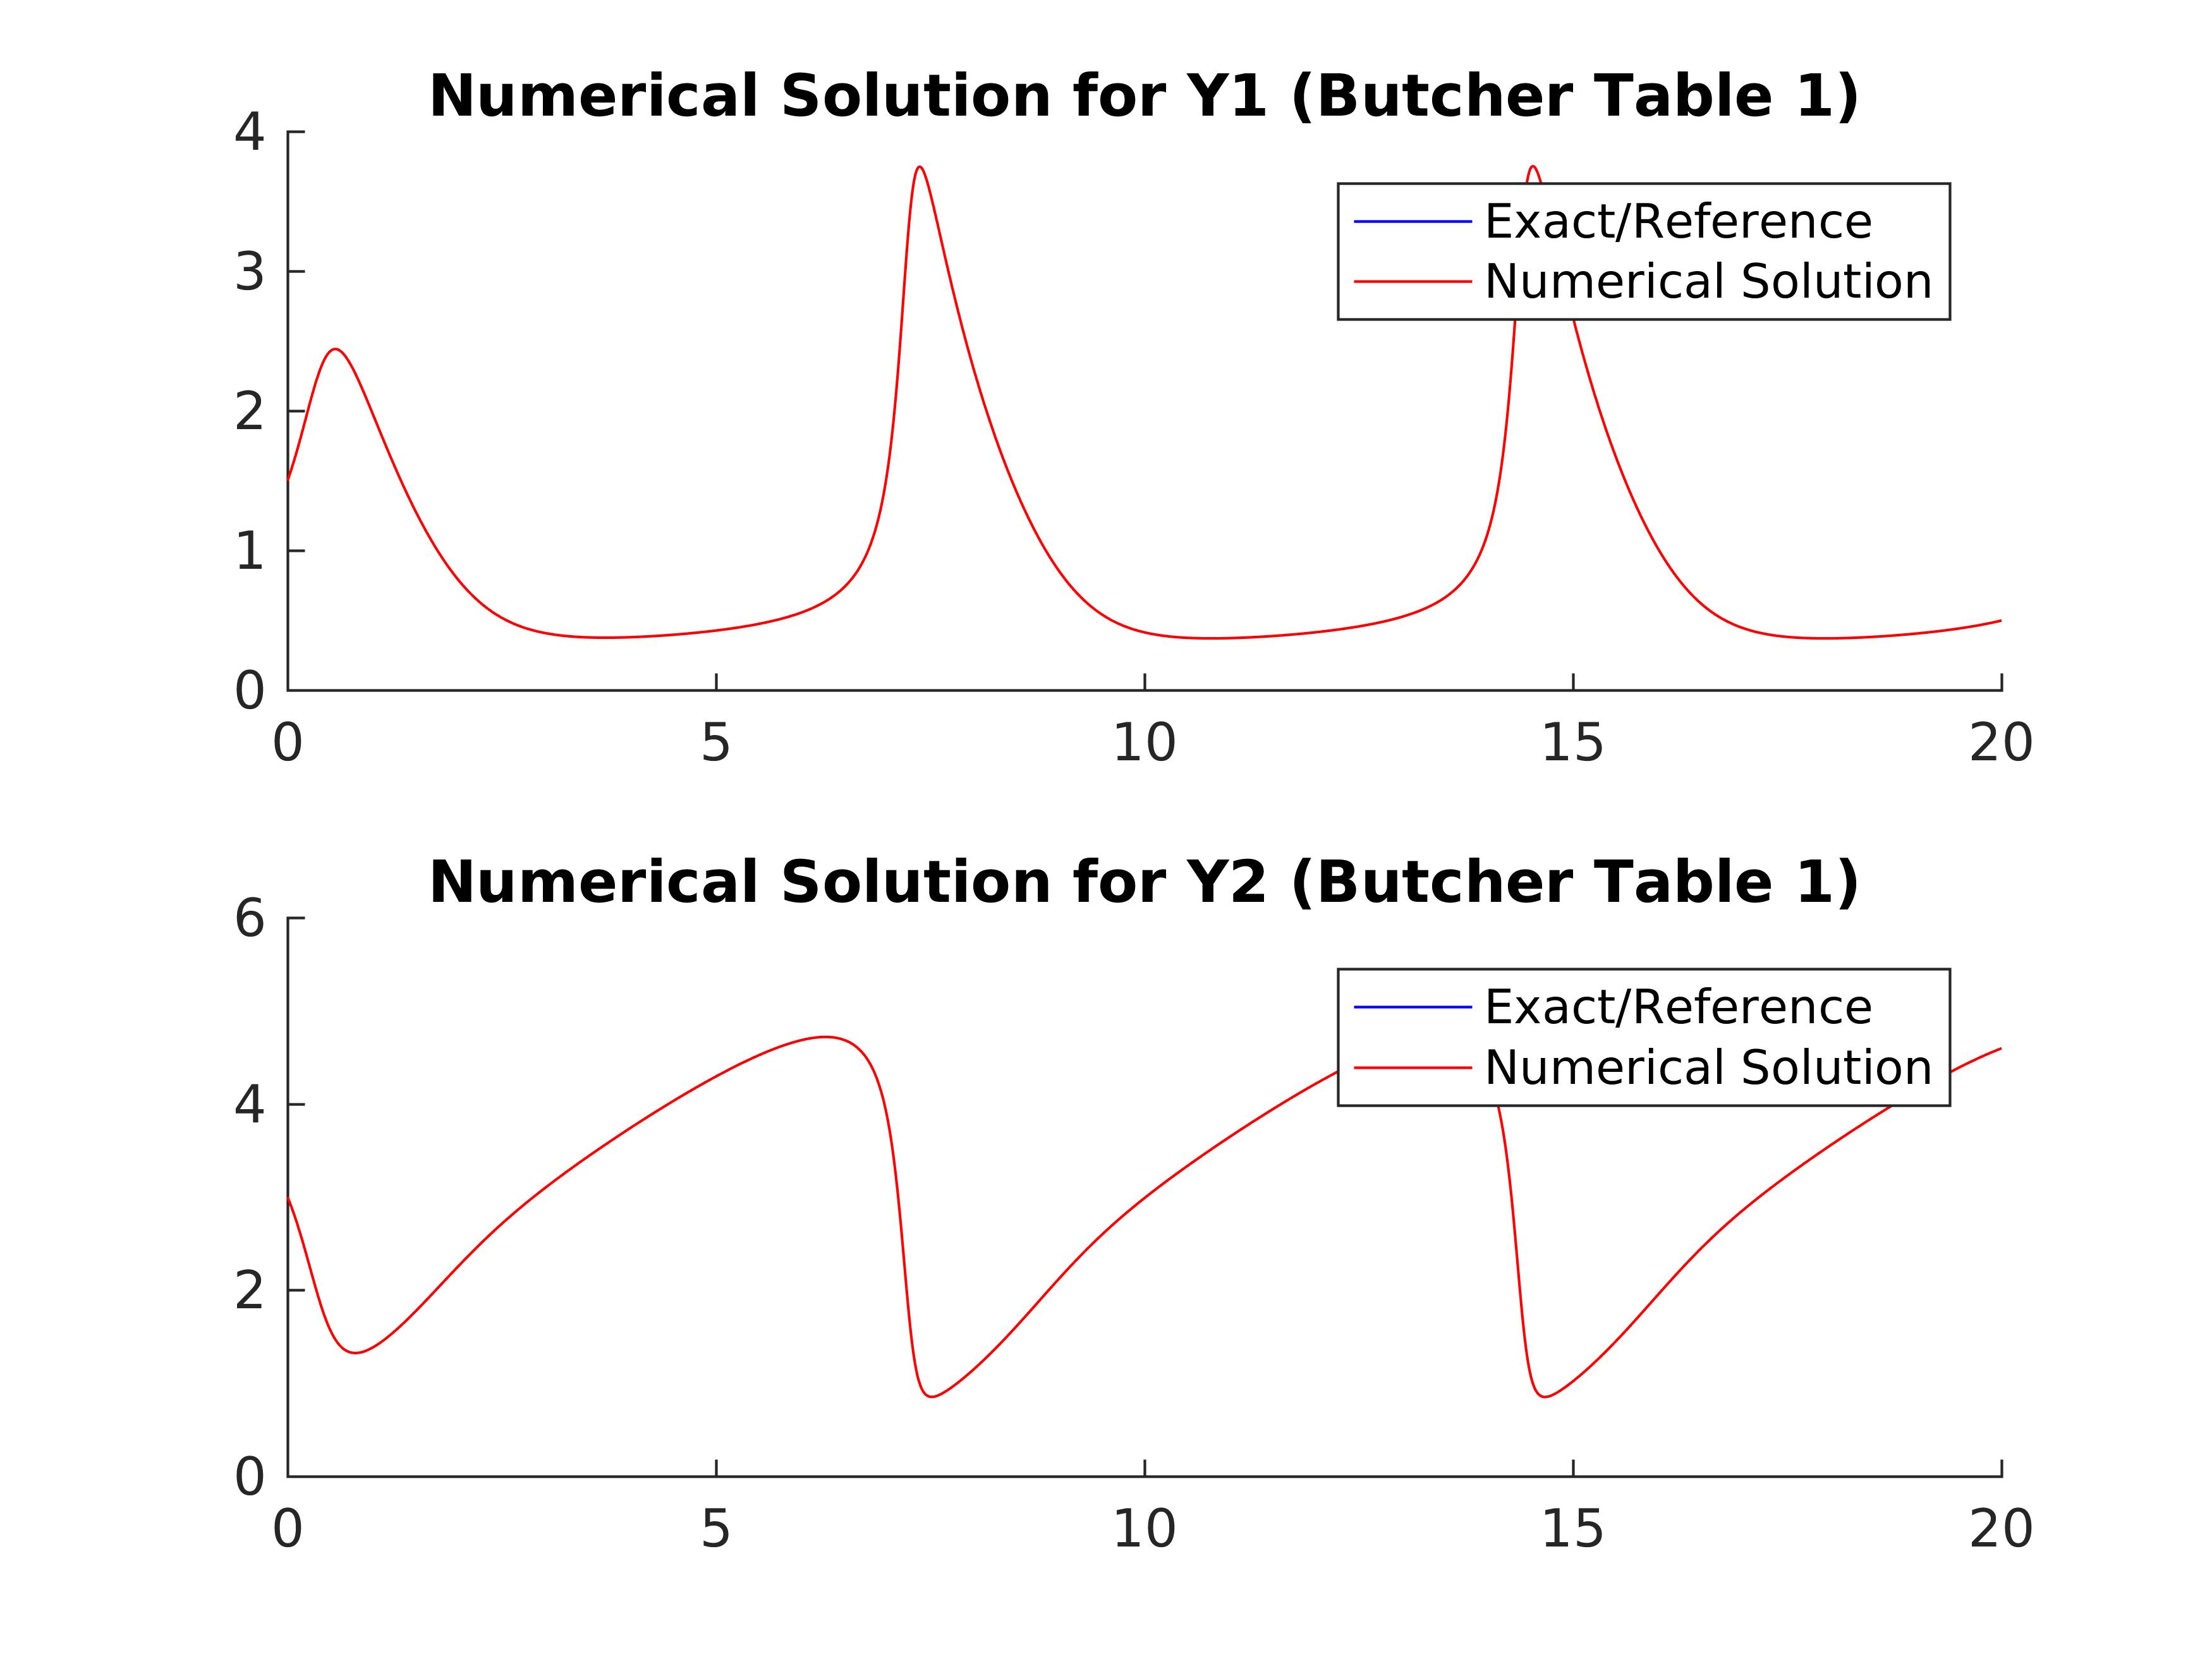 Numerical Solution for Y1 (Butcher Table 1)
4
3
2
1
0
0 5 10 15 20
Exact/Reference
Numerical Solution
Numerical Solution for Y2 (Butcher Table 1)
6
4
2
0
0 5 10 15 20
Exact/Reference
Numerical Solution